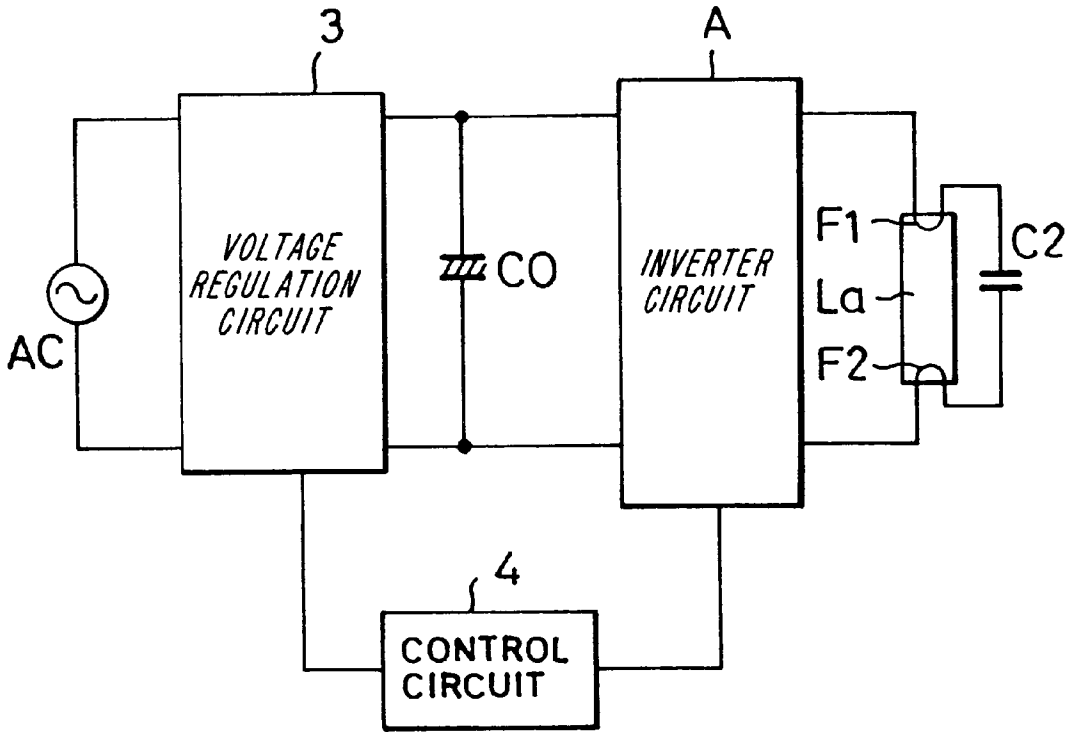 3
A
VOLTAGE
REGULATION
CIRCUIT
CO
INVERTER
CIRCUIT
F1
C2
La
F2
AC
4
CONTROL
CIRCUIT